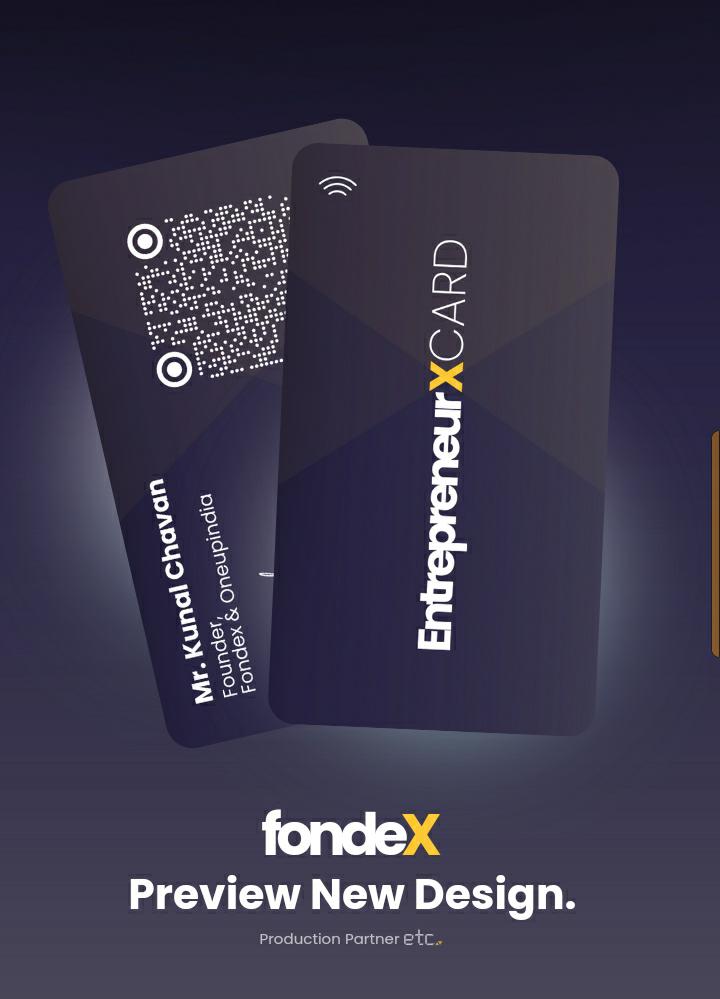 Mr. Kunal Chavan
Founder,
Fondex & Oneupindia
EntrepreneurXCARD
fondeX
Preview New Design.
Production Partner etc.